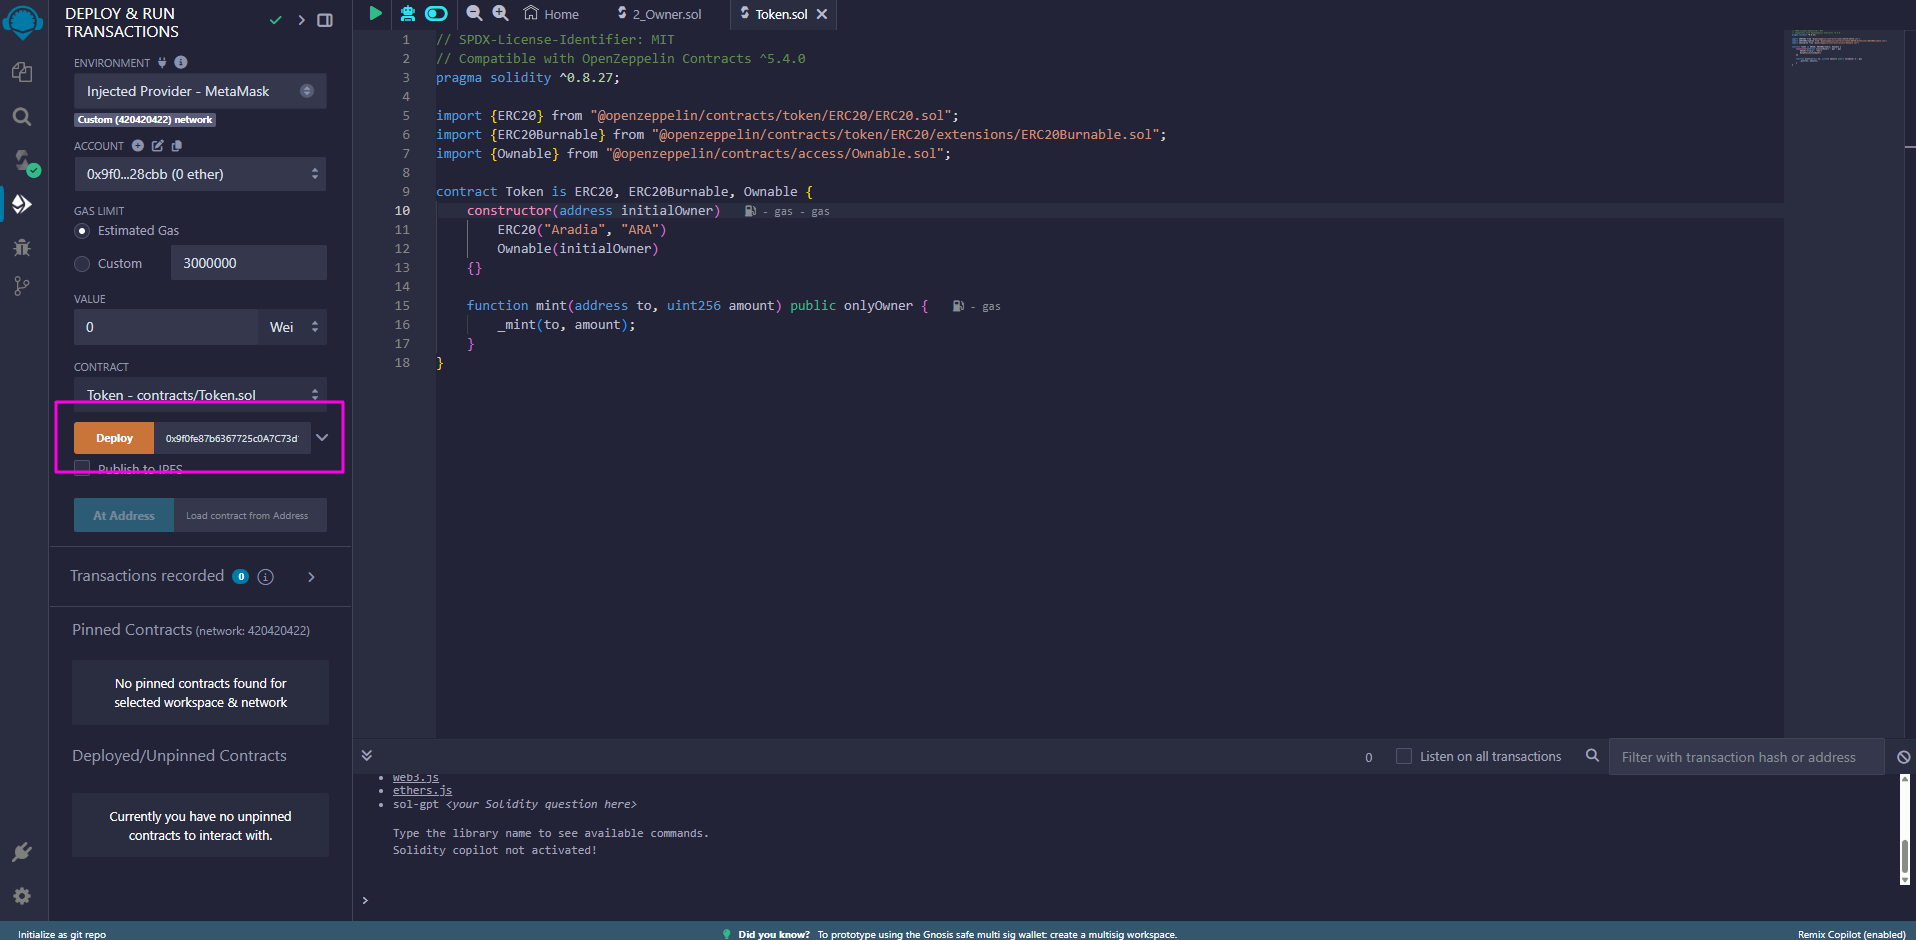 DEPLOY & RUN
TRANSACTIONS
ENVIRONMENT
Injected Provider - MetaMask
Custom (420420422) network
ACCOUNT
0x9f0...28cbb (0 ether)
GAS LIMIT
Estimated Gas
Custom
3000000
VALUE
0
Wei
CONTRACT
Token - contracts/Token.sol
Deploy
0x9f0fe87b6367725c0A7C73d
Publish to IPFS
At Address
Load contract from Address
Transactions recorded 0
Pinned Contracts (network: 420420422)
No pinned contracts found for
selected workspace & network
Deployed/Unpinned Contracts
Currently you have no unpinned
contracts to interact with.
Home
2_Owner.sol
Token.sol
1 // SPDX-License-Identifier: MIT
2 // Compatible with OpenZeppelin Contracts ^5.4.0
3 pragma solidity ^0.8.27;
4
5 import {ERC20} from "@openzeppelin/contracts/token/ERC20/ERC20.sol";
6 import {ERC20Burnable} from "@openzeppelin/contracts/token/ERC20/extensions/ERC20Burnable.sol";
7 import {Ownable} from "@openzeppelin/contracts/access/Ownable.sol";
8
9 contract Token is ERC20, ERC20Burnable, Ownable {
10 constructor(address initialOwner) - gas - gas
11 ERC20("Aradia", "ARA")
12 Ownable(initialOwner)
13 {}
14
15 function mint(address to, uint256 amount) public onlyOwner { - gas
16 _mint(to, amount);
17 }
18 }
0
Listen on all transactions
Filter with transaction hash or address
• web3.js
• ethers.js
• sol-gpt <your Solidity question here>
Type the library name to see available commands.
Solidity copilot not activated!
>
Initialize as git repo
Did you know? To prototype using the Gnosis safe multi sig wallet: create a multisig workspace.
Remix Copilot (enabled)